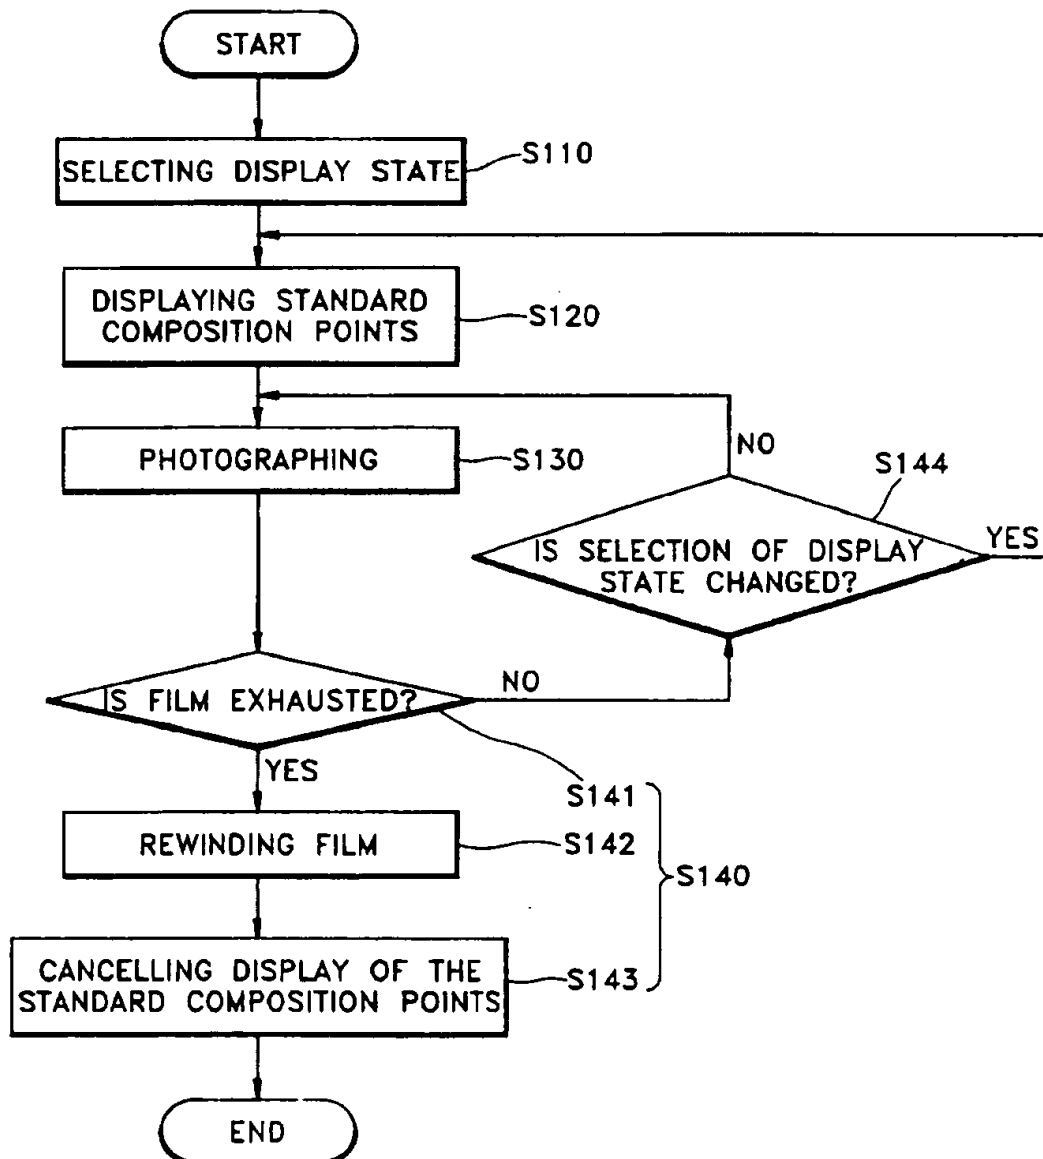 START
SELECTING DISPLAY STATE
S110
DISPLAYING STANDARD
COMPOSITION POINTS
S120
PHOTOGRAPHING
S130
NO
S144
IS SELECTION OF DISPLAY
STATE CHANGED?
YES
IS FILM EXHAUSTED?
NO
YES
S141
REWINDING FILM
S142
S140
CANCELLING DISPLAY OF THE
STANDARD COMPOSITION POINTS
S143
END